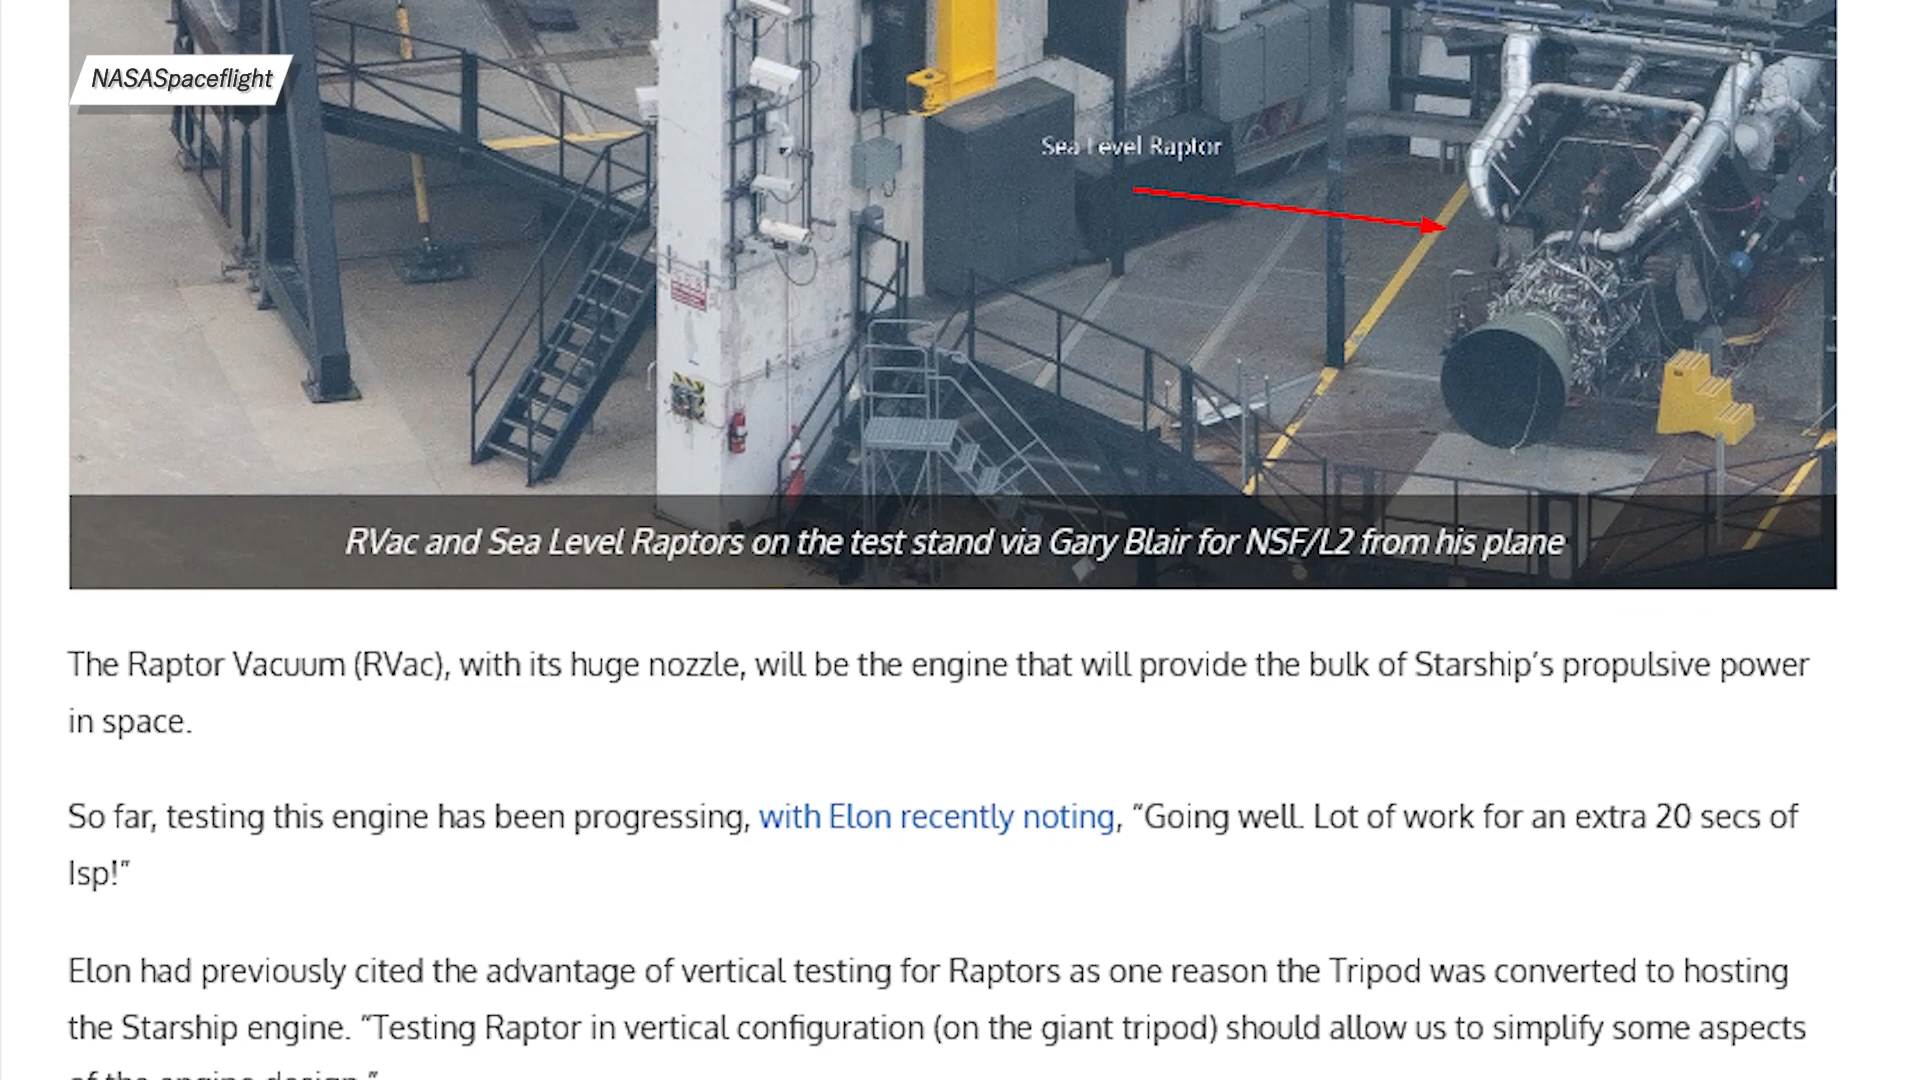 NASASpaceflight
Sea Level Raptor
RVac and Sea Level Raptors on the test stand via Gary Blair for NSF/L2 from his plane
The Raptor Vacuum (RVac), with its huge nozzle, will be the engine that will provide the bulk of Starship’s propulsive power
in space.
So far, testing this engine has been progressing, with Elon recently noting, “Going well. Lot of work for an extra 20 secs of
Isp!”
Elon had previously cited the advantage of vertical testing for Raptors as one reason the Tripod was converted to hosting
the Starship engine. “Testing Raptor in vertical configuration (on the giant tripod) should allow us to simplify some aspects
of the engine design.”